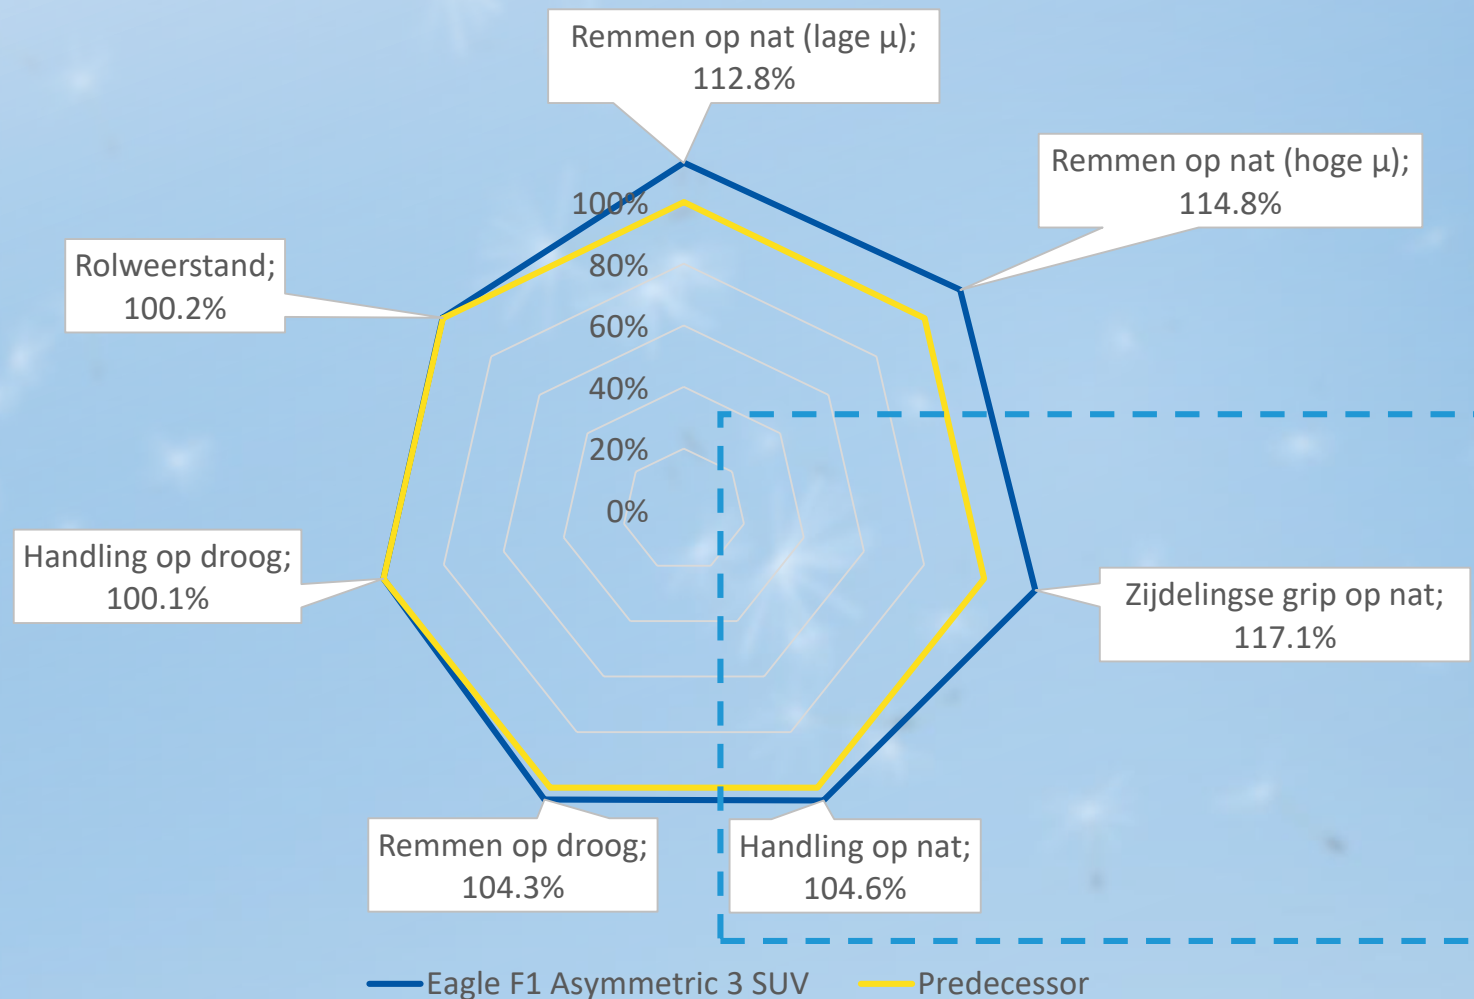 Remmen op nat (lage μ);
112.8%
Remmen op nat (hoge μ);
114.8%
Rolweerstand;
100.2%
100%
80%
60%
40%
20%
0%
Handling op droog;
100.1%
Zijdelingse grip op nat;
117.1%
Remmen op droog;
104.3%
Handling op nat;
104.6%
Eagle F1 Asymmetric 3 SUV
Predecessor